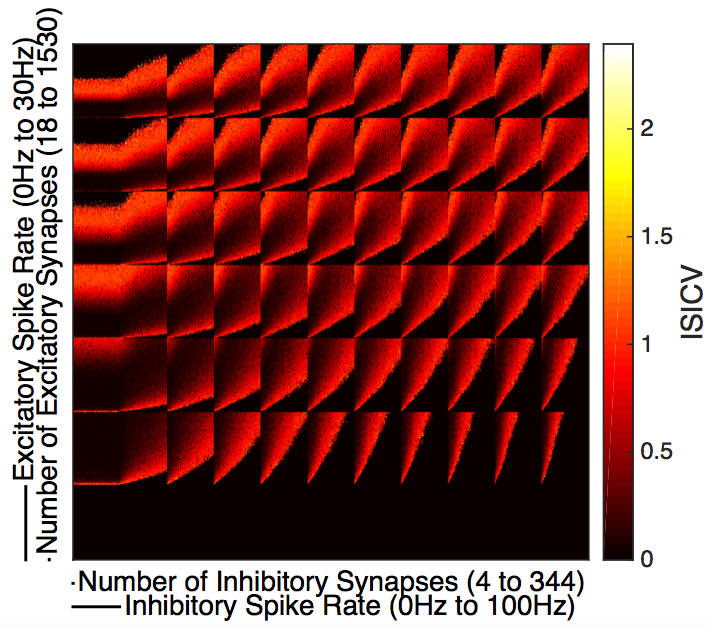 Excitatory Spike Rate (0Hz to 30Hz)
·Number of Excitatory Synapses (18 to 1530)
2
1.5
1
0.5
0
ISICV
·Number of Inhibitory Synapses (4 to 344)
Inhibitory Spike Rate (0Hz to 100Hz)